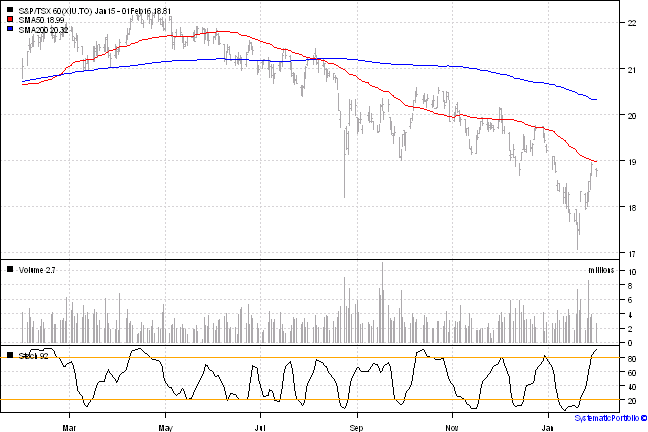 S&P/TSX 60(XIU.TO) Jan15 - 01Feb16 18.81
SMA50 18.99
SMA200 20.32
22
21
20
19
18
17
Volume 2.7
millions
10
8
6
4
2
0
Stoch 92
80
60
40
20
Mar
May
Jul
Sep
Nov
Jan
SystematicPortfolio ©